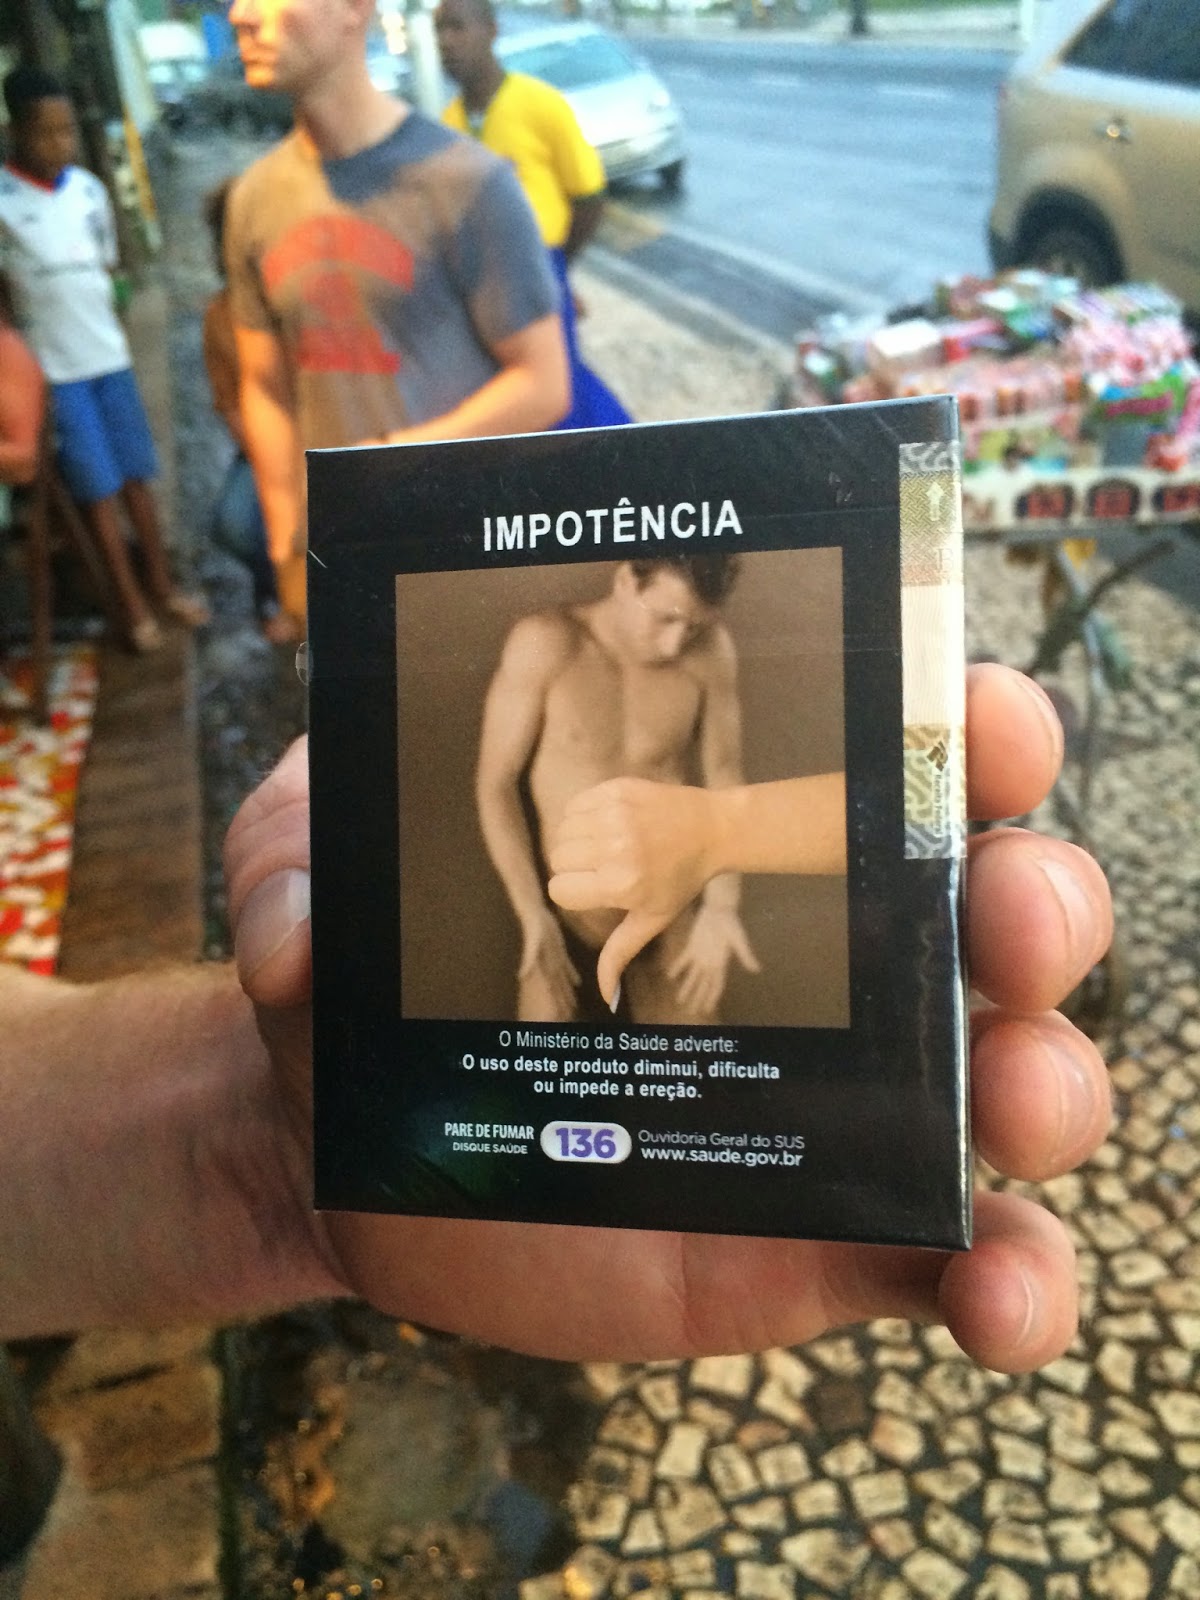 IMPOTÊNCIA
O Ministério da Saúde adverte:
O uso deste produto diminui, dificulta
ou impede a ereção.
PARE DE FUMAR
DISQUE SAÚDE
136
Ouvidoria Geral do SUS
www.saude.gov.br